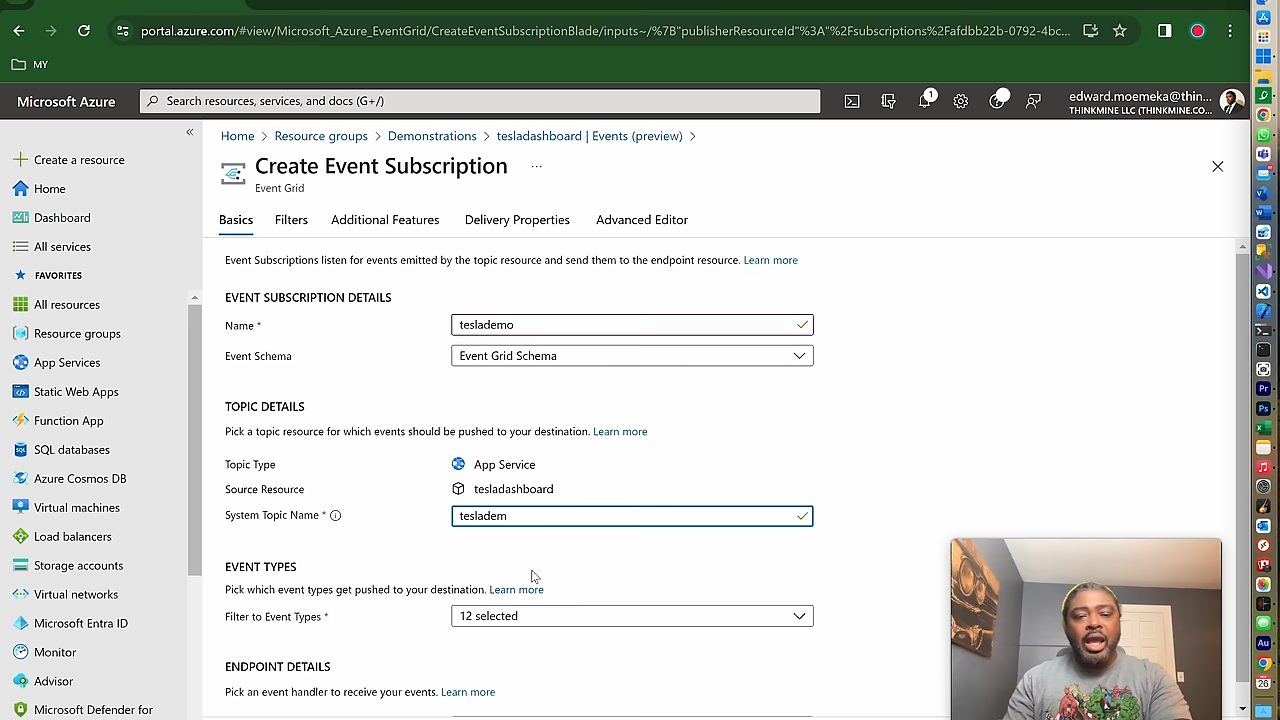 portal.azure.com/#view/Microsoft_Azure_EventGrid/CreateEventSubscriptionBlade/inputs~/%7B"publisherResourceId"%3A"%2Fsubscriptions%2Fafdbb22b-0792-4bc...
MY
Microsoft Azure
Search resources, services, and docs (G+/)
1
edward.moemeka@thin...
THINKMINE LLC (THINKMINE.CO...
Home > Resource groups > Demonstrations > tesladashboard | Events (preview) >
Create Event Subscription ...
Event Grid
Create a resource
Home
Dashboard
All services
FAVORITES
All resources
Resource groups
App Services
Static Web Apps
Function App
SQL databases
Azure Cosmos DB
Virtual machines
Load balancers
Storage accounts
Virtual networks
Microsoft Entra ID
Monitor
Advisor
Microsoft Defender for
Basics Filters Additional Features Delivery Properties Advanced Editor
Event Subscriptions listen for events emitted by the topic resource and send them to the endpoint resource. Learn more
EVENT SUBSCRIPTION DETAILS
Name * teslademo
Event Schema Event Grid Schema
TOPIC DETAILS
Pick a topic resource for which events should be pushed to your destination. Learn more
Topic Type App Service
Source Resource tesladashboard
System Topic Name * tesladem
EVENT TYPES
Pick which event types get pushed to your destination. Learn more
Filter to Event Types * 12 selected
ENDPOINT DETAILS
Pick an event handler to receive your events. Learn more
Pr
Ps
Au
26